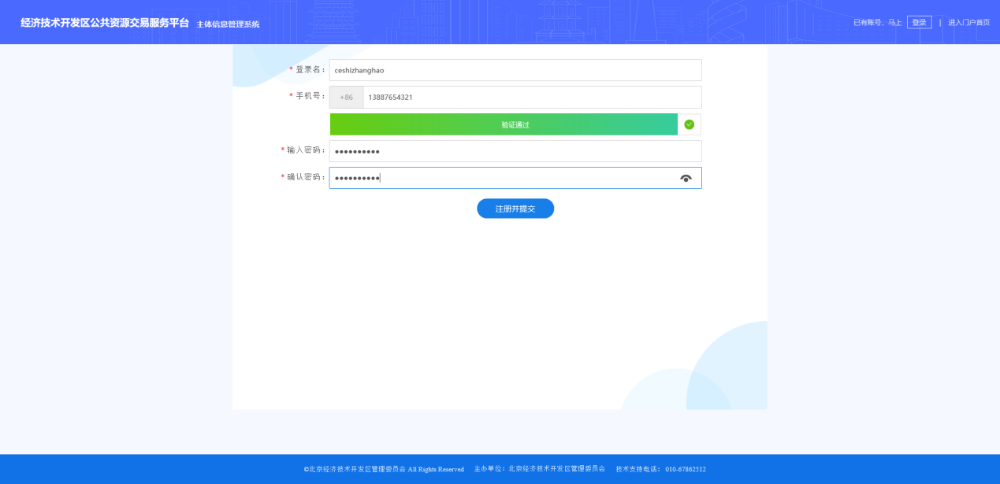 经济技术开发区公共资源交易服务平台 主体信息管理系统
已有账号，马上 登录 | 进入门户首页
* 登录名： ceshizhanghao
* 手机号： +86 13887654321
验证通过
* 输入密码： ●●●●●●●●●●
* 确认密码： ●●●●●●●●●●
注册并提交
©北京经济技术开发区管理委员会 All Rights Reserved 主办单位：北京经济技术开发区管理委员会 技术支持电话： 010-67862512